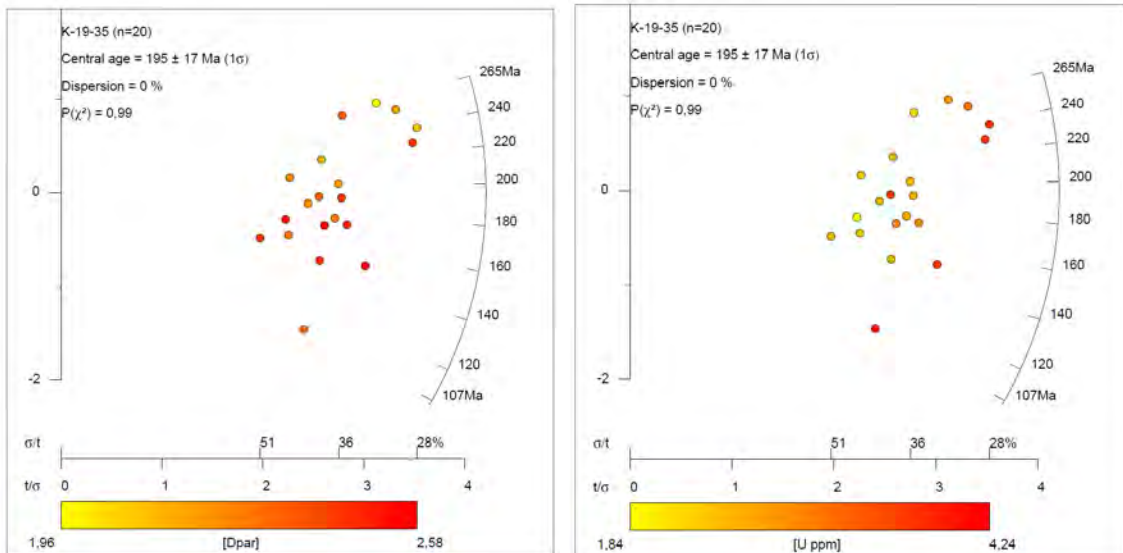 K-19-35 (n=20)
Central age = 195 ± 17 Ma (1σ)
Dispersion = 0 %
P(χ²) = 0,99
265Ma
240
220
200
180
160
140
120
107Ma
0
-2
σ/t
51
36
28%
t/σ
0
1
2
3
4
1,96
[Dpar]
2,58
K-19-35 (n=20)
Central age = 195 ± 17 Ma (1σ)
Dispersion = 0 %
P(χ²) = 0,99
265Ma
240
220
200
180
160
140
120
107Ma
0
-2
σ/t
51
36
28%
t/σ
0
1
2
3
4
1,84
[U ppm]
4,24